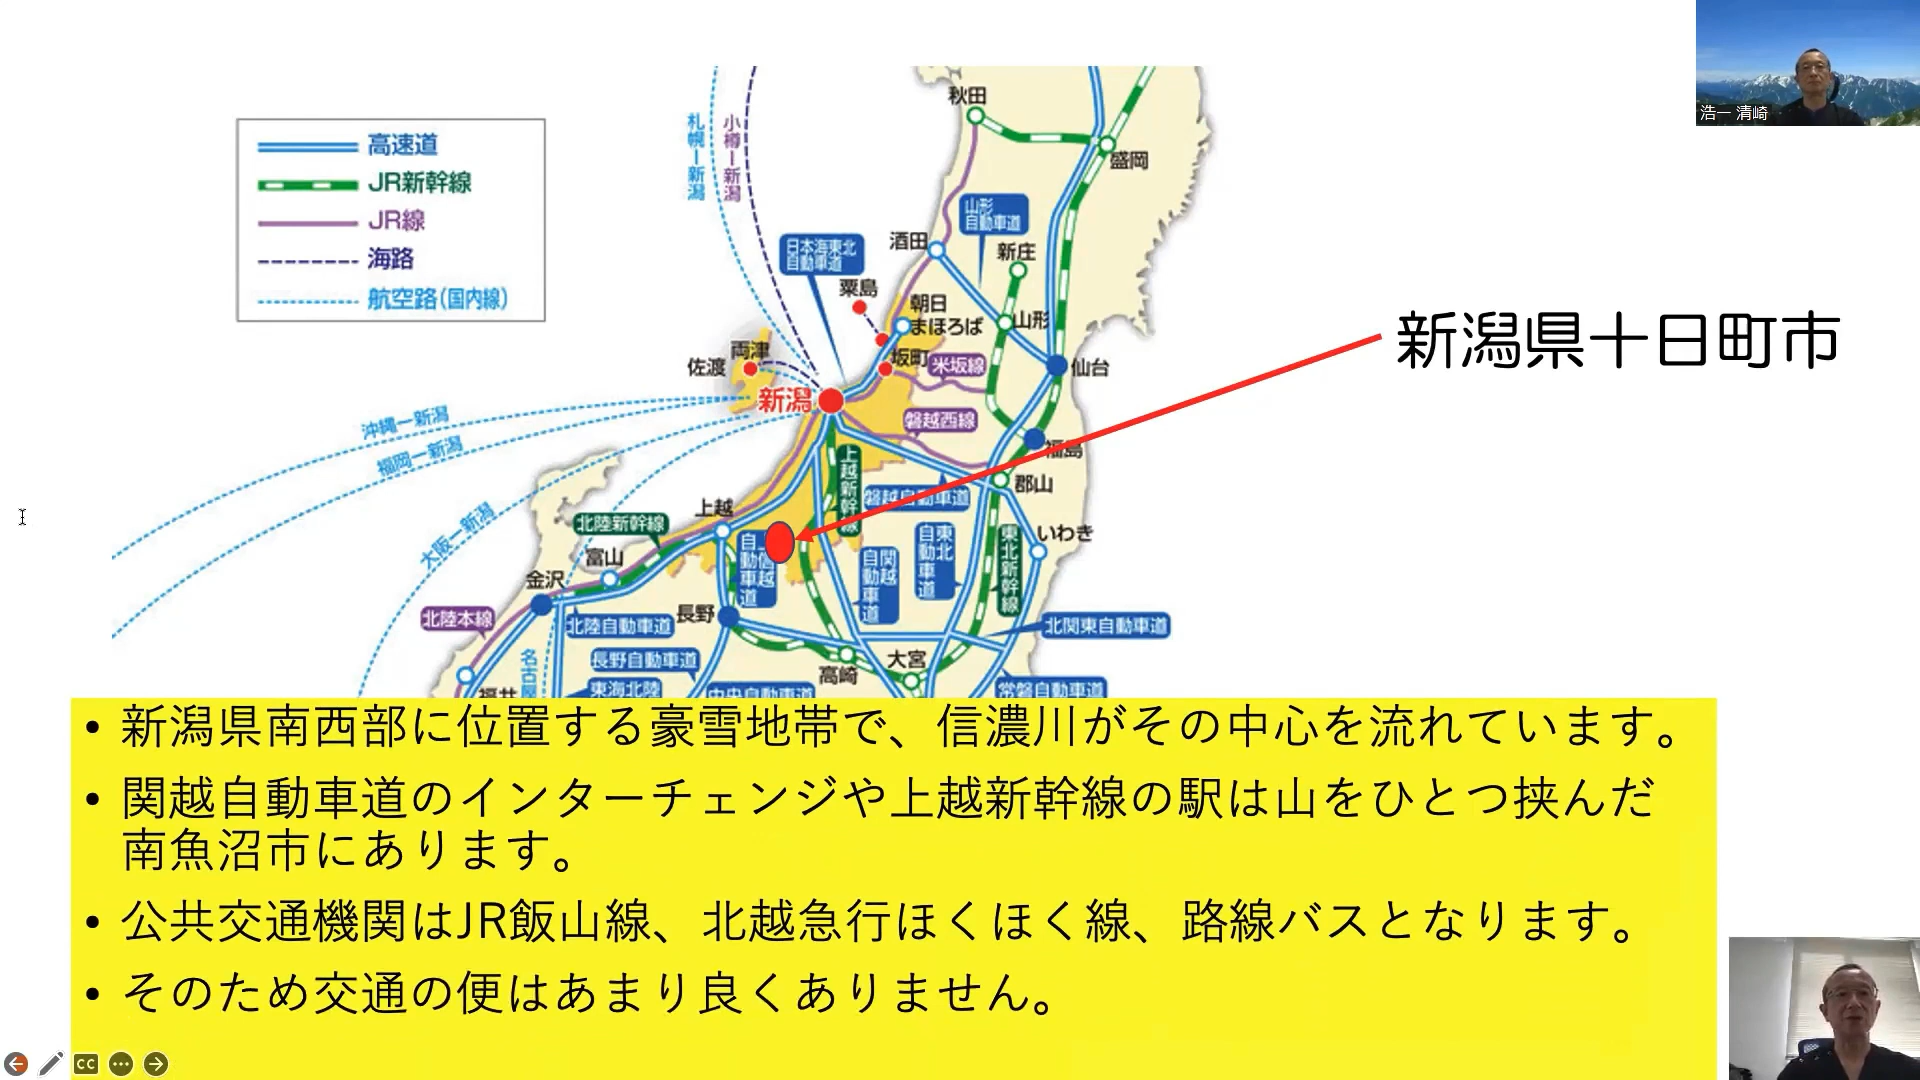 浩一 清崎
高速道
JR新幹線
JR線
海路
航空路(国内線)
札幌ー新潟
小樽ー新潟
秋田
盛岡
山形
自動車道
酒田
新庄
日本海東北
自動車道
粟島
朝日
まほろば
山形
坂町
米坂線
仙台
両津
佐渡
新潟
新潟県十日町市
磐越西線
沖縄ー新潟
福岡ー新潟
大阪ー新潟
福島
上越新幹線
磐越自動車道
郡山
上越
北陸新幹線
富山
金沢
東北
自動車道
関越
自動車道
東北新幹線
いわき
北陸本線
北陸自動車道
長野
北関東自動車道
長野自動車道
高崎
大宮
名古屋
東海北陸
中央自動車道
常磐自動車道
福井
• 新潟県南西部に位置する豪雪地帯で、信濃川がその中心を流れています。
• 関越自動車道のインターチェンジや上越新幹線の駅は山をひとつ挟んだ
南魚沼市にあります。
• 公共交通機関はJR飯山線、北越急行ほくほく線、路線バスとなります。
• そのため交通の便はあまり良くありません。
CC